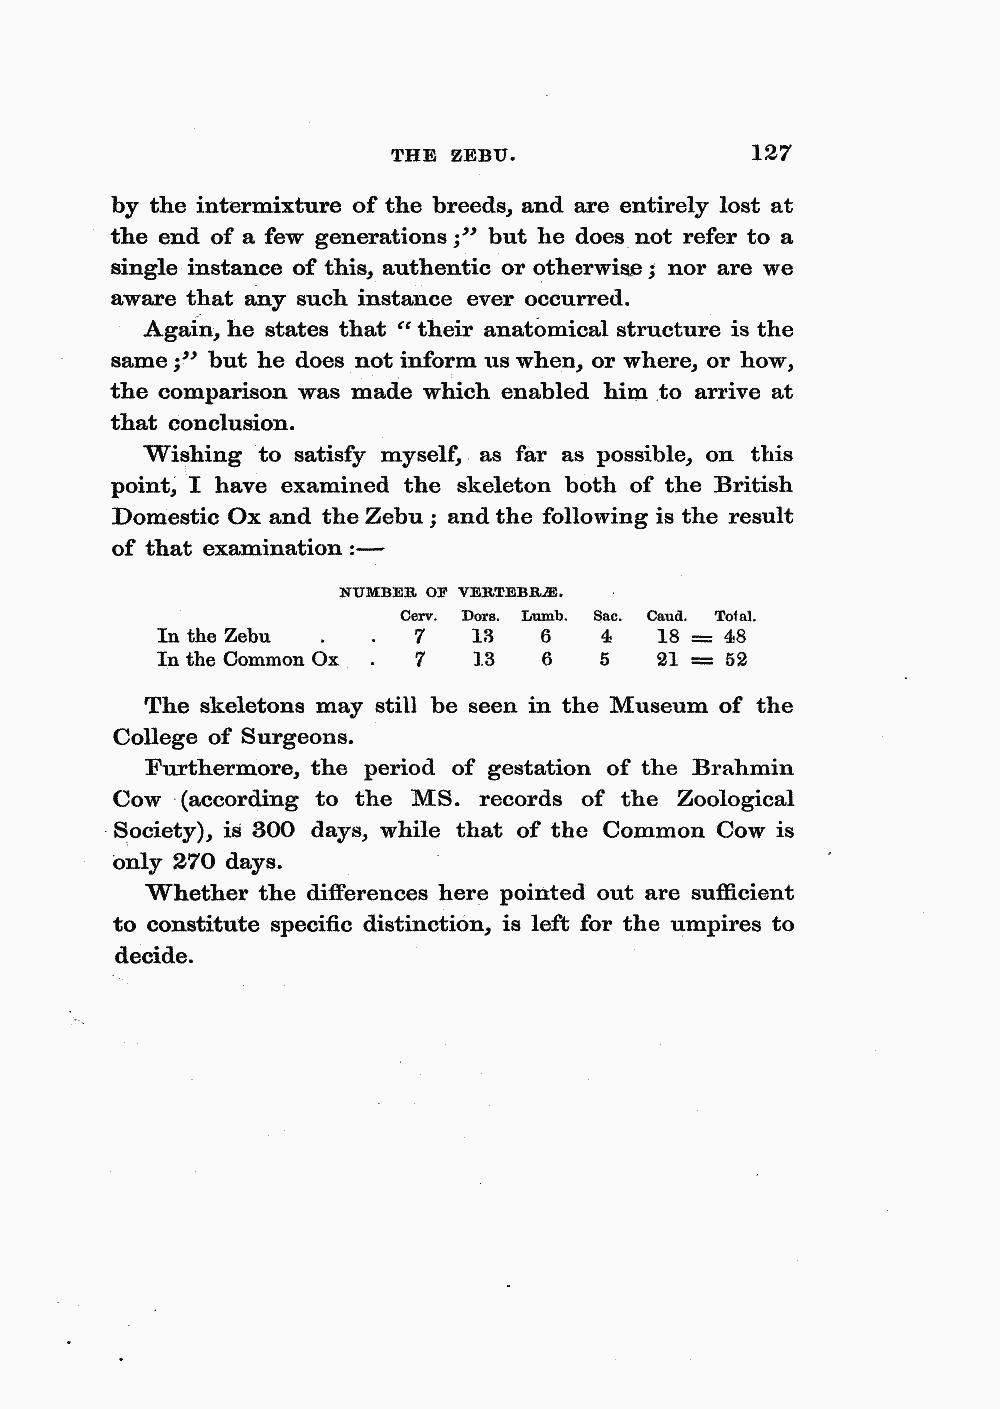 THE ZEBU. 127
by the intermixture of the breeds, and are entirely lost at
the end of a few generations ;” but he does not refer to a
single instance of this, authentic or otherwise ; nor are we
aware that any such instance ever occurred.
Again, he states that “ their anatomical structure is the
same ;” but he does not inform us when, or where, or how,
the comparison was made which enabled him to arrive at
that conclusion.
Wishing to satisfy myself, as far as possible, on this
point, I have examined the skeleton both of the British
Domestic Ox and the Zebu ; and the following is the result
of that examination :—
NUMBER OF VERTEBRÆ.
Cerv. Dors. Lumb. Sac. Caud. Total.
In the Zebu . . 7 13 6 4 18 = 48
In the Common Ox . 7 13 6 5 21 = 52
The skeletons may still be seen in the Museum of the
College of Surgeons.
Furthermore, the period of gestation of the Brahmin
Cow (according to the MS. records of the Zoological
Society), is 300 days, while that of the Common Cow is
only 270 days.
Whether the differences here pointed out are sufficient
to constitute specific distinction, is left for the umpires to
decide.